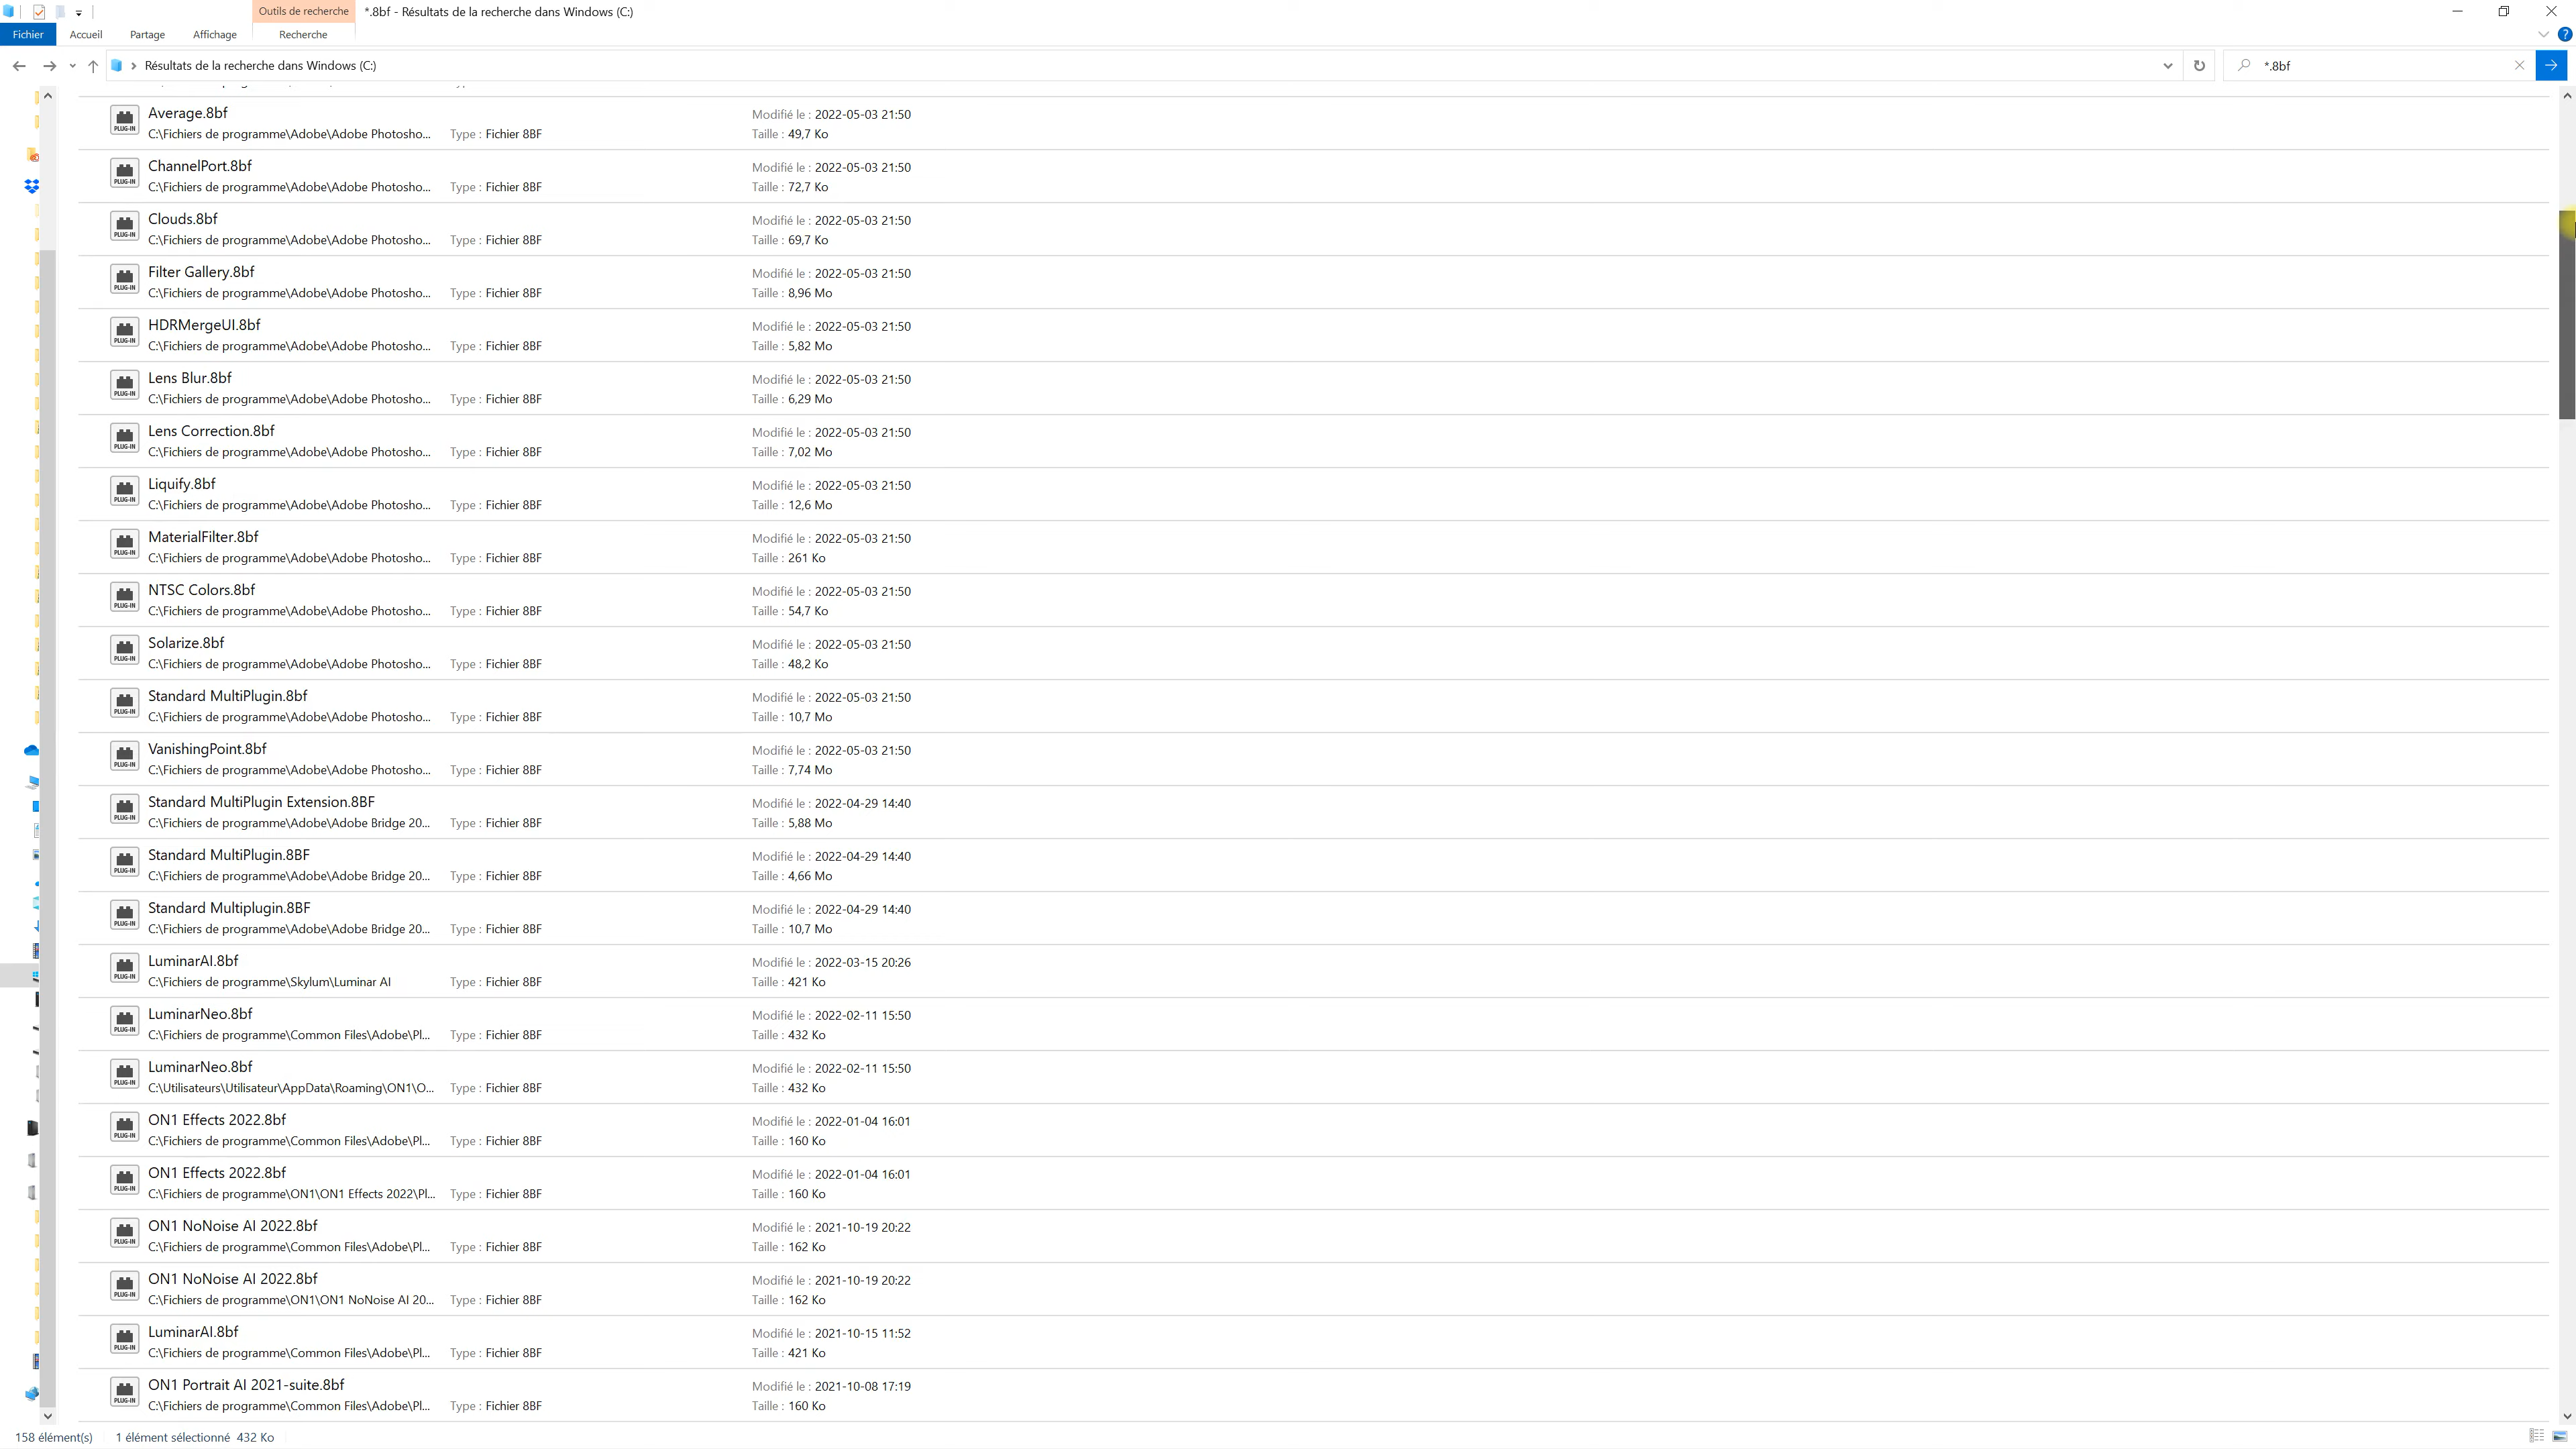 Outils de recherche
*.8bf - Résultats de la recherche dans Windows (C:)
Fichier Accueil Partage Affichage Recherche
Résultats de la recherche dans Windows (C:)
*.8bf
Average.8bf Modifié le : 2022-05-03 21:50
C:\Fichiers de programme\Adobe\Adobe Photosho... Type : Fichier 8BF Taille : 49,7 Ko
ChannelPort.8bf Modifié le : 2022-05-03 21:50
C:\Fichiers de programme\Adobe\Adobe Photosho... Type : Fichier 8BF Taille : 72,7 Ko
Clouds.8bf Modifié le : 2022-05-03 21:50
C:\Fichiers de programme\Adobe\Adobe Photosho... Type : Fichier 8BF Taille : 69,7 Ko
Filter Gallery.8bf Modifié le : 2022-05-03 21:50
C:\Fichiers de programme\Adobe\Adobe Photosho... Type : Fichier 8BF Taille : 8,96 Mo
HDRMergeUI.8bf Modifié le : 2022-05-03 21:50
C:\Fichiers de programme\Adobe\Adobe Photosho... Type : Fichier 8BF Taille : 5,82 Mo
Lens Blur.8bf Modifié le : 2022-05-03 21:50
C:\Fichiers de programme\Adobe\Adobe Photosho... Type : Fichier 8BF Taille : 6,29 Mo
Lens Correction.8bf Modifié le : 2022-05-03 21:50
C:\Fichiers de programme\Adobe\Adobe Photosho... Type : Fichier 8BF Taille : 7,02 Mo
Liquify.8bf Modifié le : 2022-05-03 21:50
C:\Fichiers de programme\Adobe\Adobe Photosho... Type : Fichier 8BF Taille : 12,6 Mo
MaterialFilter.8bf Modifié le : 2022-05-03 21:50
C:\Fichiers de programme\Adobe\Adobe Photosho... Type : Fichier 8BF Taille : 261 Ko
NTSC Colors.8bf Modifié le : 2022-05-03 21:50
C:\Fichiers de programme\Adobe\Adobe Photosho... Type : Fichier 8BF Taille : 54,7 Ko
Solarize.8bf Modifié le : 2022-05-03 21:50
C:\Fichiers de programme\Adobe\Adobe Photosho... Type : Fichier 8BF Taille : 48,2 Ko
Standard MultiPlugin.8bf Modifié le : 2022-05-03 21:50
C:\Fichiers de programme\Adobe\Adobe Photosho... Type : Fichier 8BF Taille : 10,7 Mo
VanishingPoint.8bf Modifié le : 2022-05-03 21:50
C:\Fichiers de programme\Adobe\Adobe Photosho... Type : Fichier 8BF Taille : 7,74 Mo
Standard MultiPlugin Extension.8BF Modifié le : 2022-04-29 14:40
C:\Fichiers de programme\Adobe\Adobe Bridge 20... Type : Fichier 8BF Taille : 5,88 Mo
Standard MultiPlugin.8BF Modifié le : 2022-04-29 14:40
C:\Fichiers de programme\Adobe\Adobe Bridge 20... Type : Fichier 8BF Taille : 4,66 Mo
Standard Multiplugin.8BF Modifié le : 2022-04-29 14:40
C:\Fichiers de programme\Adobe\Adobe Bridge 20... Type : Fichier 8BF Taille : 10,7 Mo
LuminarAI.8bf Modifié le : 2022-03-15 20:26
C:\Fichiers de programme\Skylum\Luminar AI Type : Fichier 8BF Taille : 421 Ko
LuminarNeo.8bf Modifié le : 2022-02-11 15:50
C:\Fichiers de programme\Common Files\Adobe\Pl... Type : Fichier 8BF Taille : 432 Ko
LuminarNeo.8bf Modifié le : 2022-02-11 15:50
C:\Utilisateurs\Utilisateur\AppData\Roaming\ON1\O... Type : Fichier 8BF Taille : 432 Ko
ON1 Effects 2022.8bf Modifié le : 2022-01-04 16:01
C:\Fichiers de programme\Common Files\Adobe\Pl... Type : Fichier 8BF Taille : 160 Ko
ON1 Effects 2022.8bf Modifié le : 2022-01-04 16:01
C:\Fichiers de programme\ON1\ON1 Effects 2022\Pl... Type : Fichier 8BF Taille : 160 Ko
ON1 NoNoise AI 2022.8bf Modifié le : 2021-10-19 20:22
C:\Fichiers de programme\Common Files\Adobe\Pl... Type : Fichier 8BF Taille : 162 Ko
ON1 NoNoise AI 2022.8bf Modifié le : 2021-10-19 20:22
C:\Fichiers de programme\ON1\ON1 NoNoise AI 20... Type : Fichier 8BF Taille : 162 Ko
LuminarAI.8bf Modifié le : 2021-10-15 11:52
C:\Fichiers de programme\Common Files\Adobe\Pl... Type : Fichier 8BF Taille : 421 Ko
ON1 Portrait AI 2021-suite.8bf Modifié le : 2021-10-08 17:19
C:\Fichiers de programme\Common Files\Adobe\Pl... Type : Fichier 8BF Taille : 160 Ko
158 élément(s) 1 élément sélectionné 432 Ko